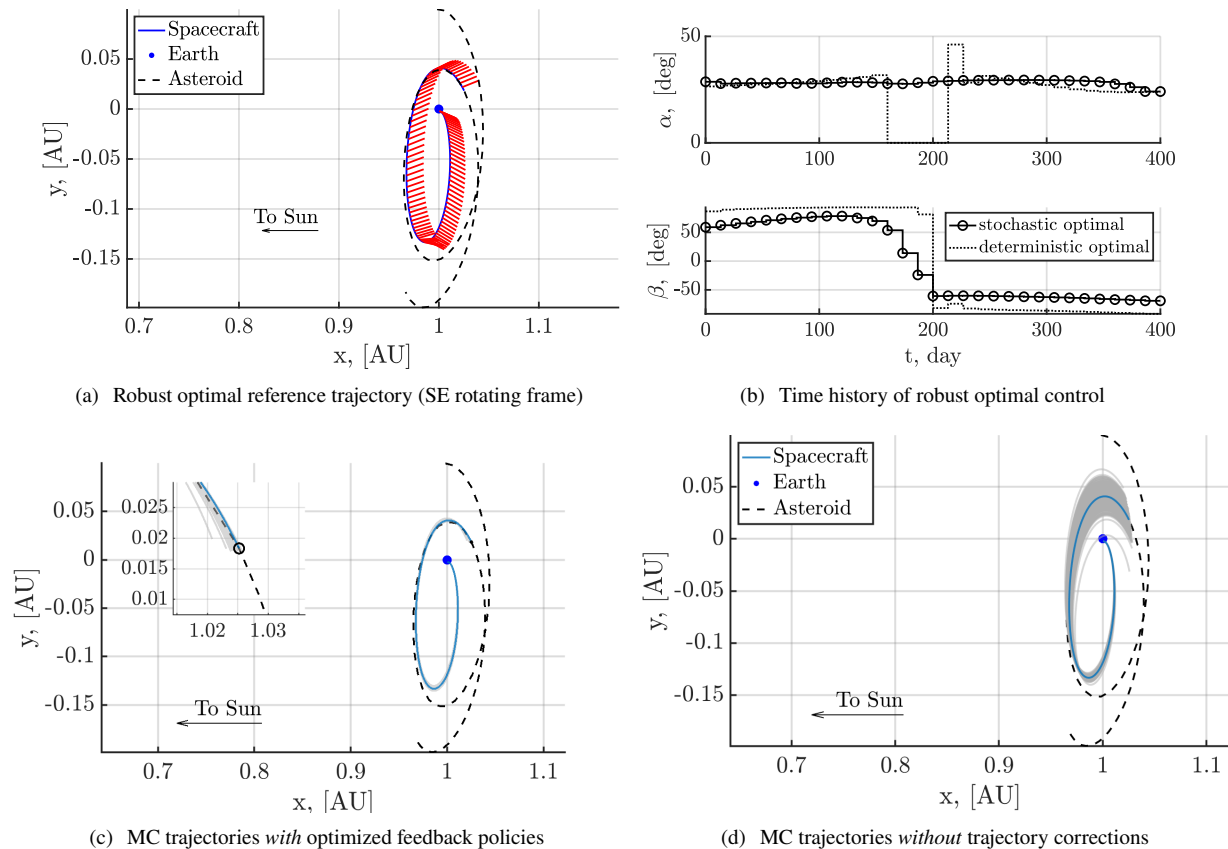 0.05
0
-0.05
-0.1
-0.15
y, [AU]
Spacecraft
Earth
Asteroid
To Sun
0.7
0.8
0.9
1
1.1
x, [AU]
(a) Robust optimal reference trajectory (SE rotating frame)
50
0
α, [deg]
0
100
200
300
400
50
0
-50
β, [deg]
stochastic optimal
deterministic optimal
0
100
200
300
400
t, day
(b) Time history of robust optimal control
0.05
0
-0.05
-0.1
-0.15
y, [AU]
0.025
0.02
0.015
0.01
1.02
1.03
To Sun
0.7
0.8
0.9
1
1.1
x, [AU]
(c) MC trajectories with optimized feedback policies
0.05
0
-0.05
-0.1
-0.15
y, [AU]
Spacecraft
Earth
Asteroid
To Sun
0.7
0.8
0.9
1
1.1
x, [AU]
(d) MC trajectories without trajectory corrections